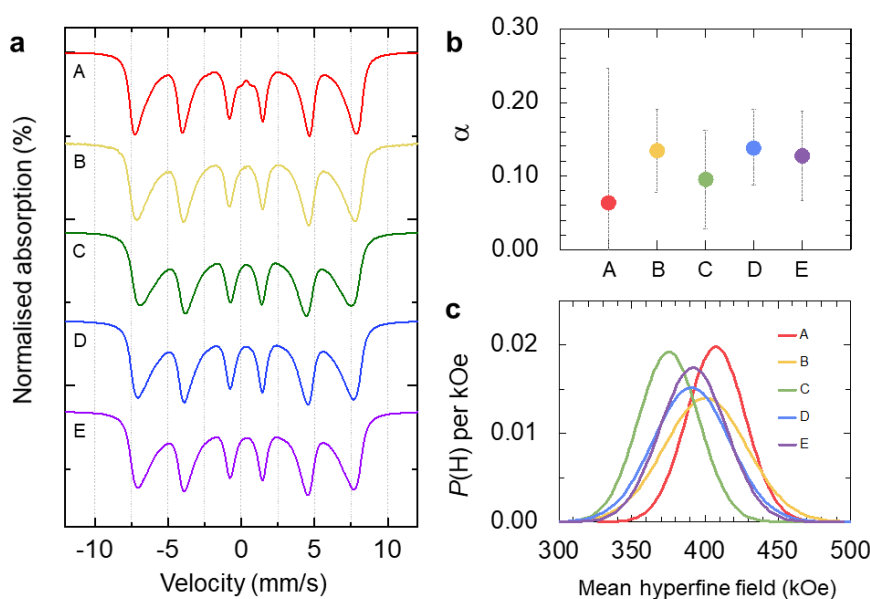 a
A
B
C
D
E
Normalised absorption (%)
-10 -5 0 5 10
Velocity (mm/s)
b
0.30
0.20
0.10
0.00
α
A B C D E
c
A
B
C
D
E
0.02
0.01
0.00
P(H) per kOe
300 350 400 450 500
Mean hyperfine field (kOe)